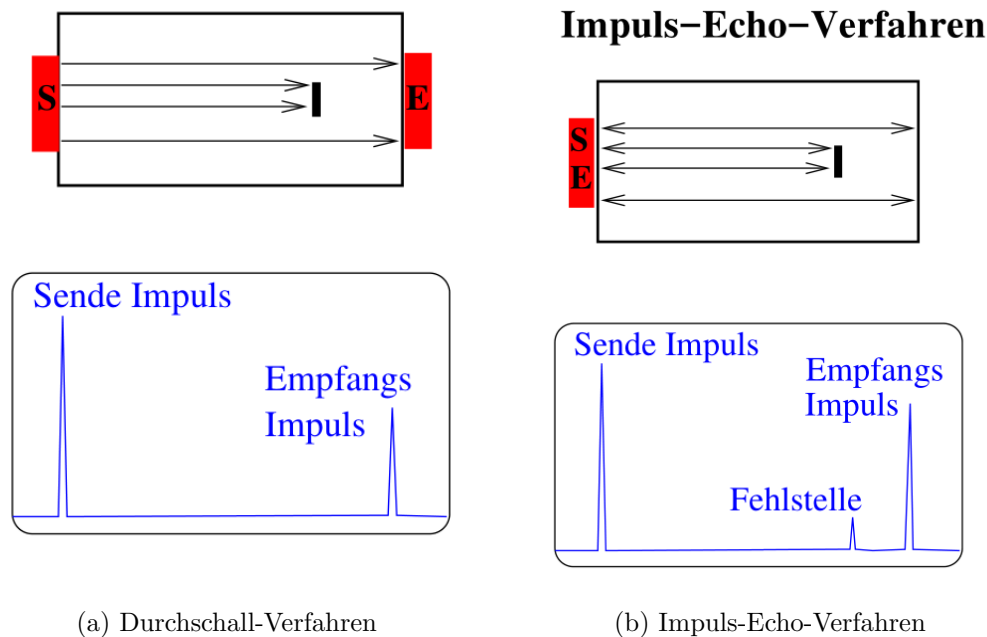 S
E
Sende Impuls
Empfangs
Impuls
(a) Durchschall-Verfahren
Impuls-Echo-Verfahren
S
E
Sende Impuls
Empfangs
Impuls
Fehlstelle
(b) Impuls-Echo-Verfahren